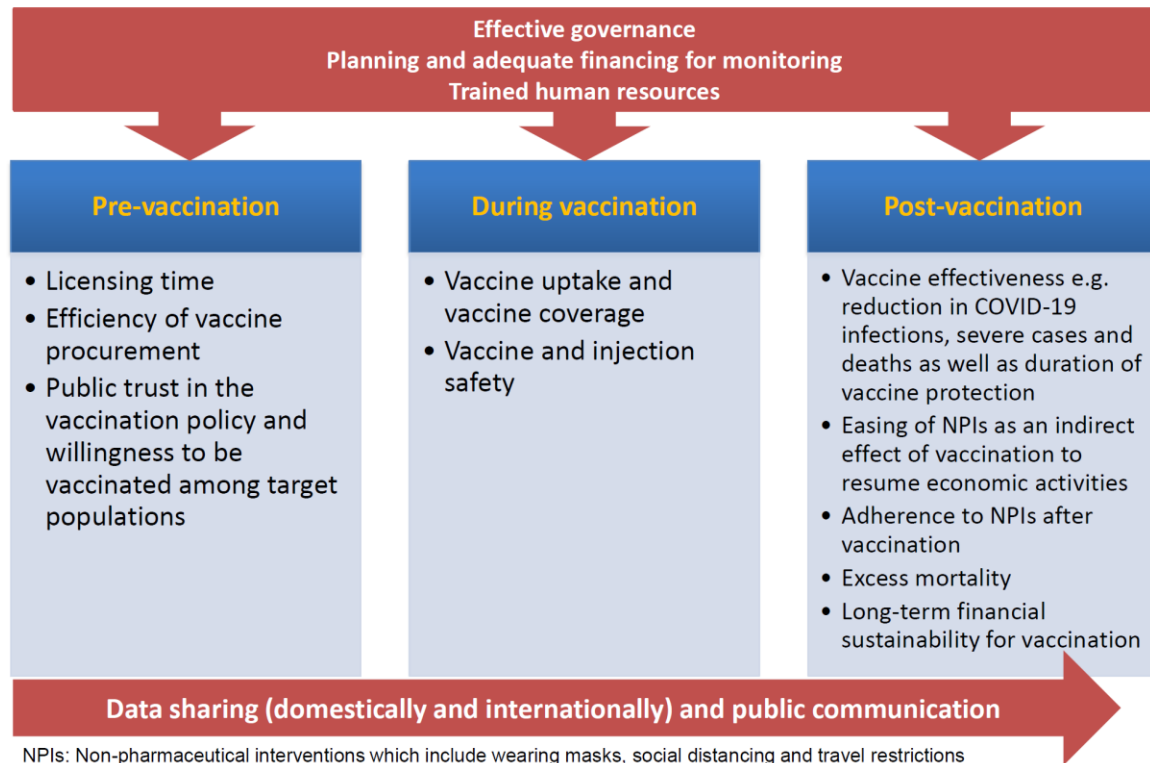 Effective governance
Planning and adequate financing for monitoring
Trained human resources
Pre-vaccination
• Licensing time
• Efficiency of vaccine
procurement
• Public trust in the
vaccination policy and
willingness to be
vaccinated among target
populations
During vaccination
• Vaccine uptake and
vaccine coverage
• Vaccine and injection
safety
Post-vaccination
• Vaccine effectiveness e.g.
reduction in COVID-19
infections, severe cases and
deaths as well as duration of
vaccine protection
• Easing of NPIs as an indirect
effect of vaccination to
resume economic activities
• Adherence to NPIs after
vaccination
• Excess mortality
• Long-term financial
sustainability for vaccination
Data sharing (domestically and internationally) and public communication
NPIs: Non-pharmaceutical interventions which include wearing masks, social distancing and travel restrictions